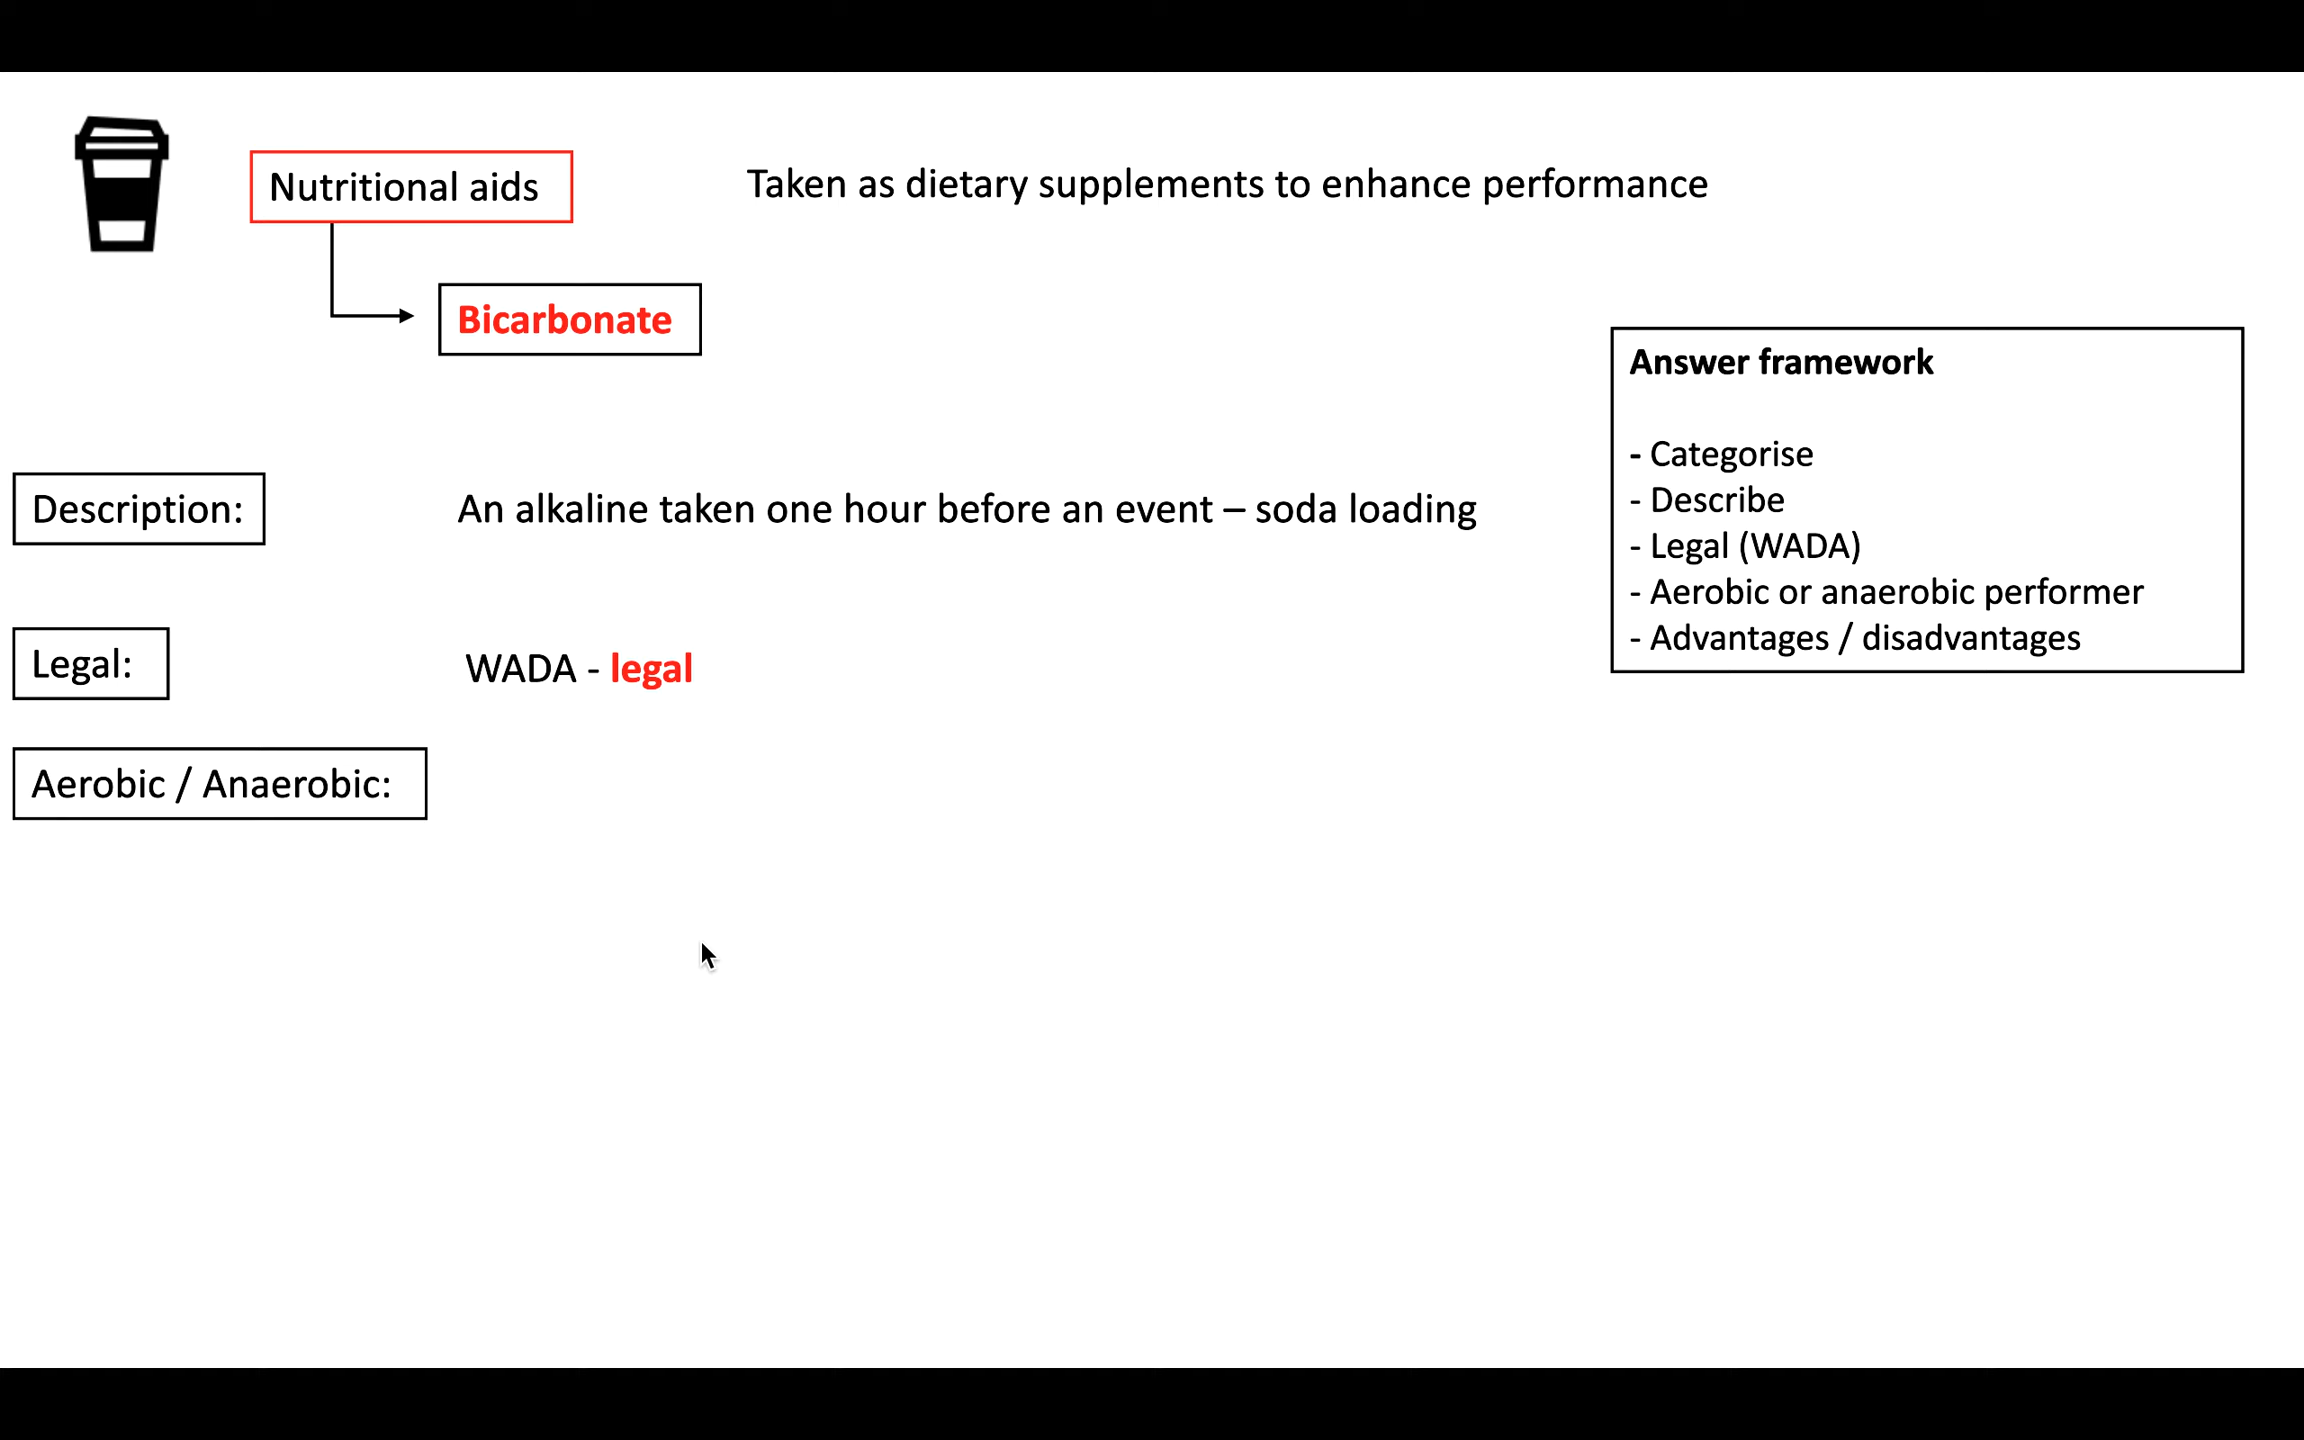 Nutritional aids
Taken as dietary supplements to enhance performance
Bicarbonate
Answer framework
- Categorise
- Describe
- Legal (WADA)
- Aerobic or anaerobic performer
- Advantages / disadvantages
Description:
An alkaline taken one hour before an event – soda loading
Legal:
WADA - legal
Aerobic / Anaerobic: